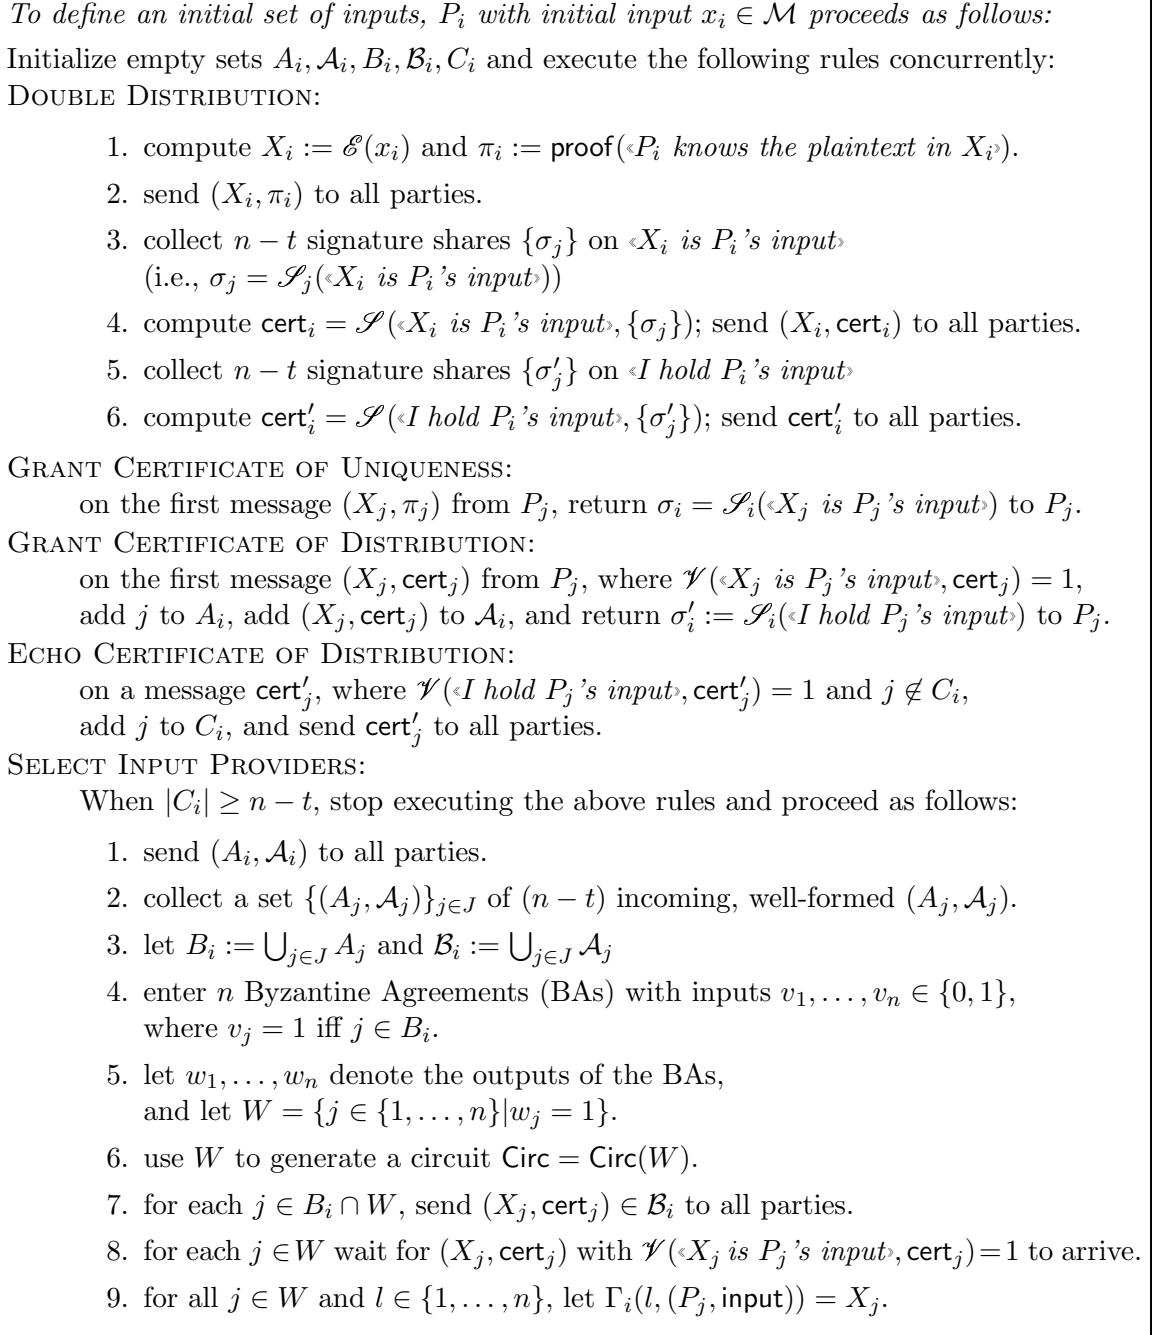 To define an initial set of inputs, P_i with initial input x_i ∈ ℳ proceeds as follows:
Initialize empty sets A_i, 𝒜_i, B_i, ℬ_i, C_i and execute the following rules concurrently:
DOUBLE DISTRIBUTION:
1. compute X_i := ℰ(x_i) and π_i := proof(«P_i knows the plaintext in X_i»).
2. send (X_i, π_i) to all parties.
3. collect n − t signature shares {σ_j} on «X_i is P_i's input»
(i.e., σ_j = 𝒮_j(«X_i is P_i's input»))
4. compute cert_i = 𝒮(«X_i is P_i's input», {σ_j}); send (X_i, cert_i) to all parties.
5. collect n − t signature shares {σ′_j} on «I hold P_i's input»
6. compute cert′_i = 𝒮(«I hold P_i's input», {σ′_j}); send cert′_i to all parties.
GRANT CERTIFICATE OF UNIQUENESS:
on the first message (X_j, π_j) from P_j, return σ_i = 𝒮_i(«X_j is P_j's input») to P_j.
GRANT CERTIFICATE OF DISTRIBUTION:
on the first message (X_j, cert_j) from P_j, where 𝒱(«X_j is P_j's input», cert_j) = 1,
add j to A_i, add (X_j, cert_j) to 𝒜_i, and return σ′_i := 𝒮_i(«I hold P_j's input») to P_j.
ECHO CERTIFICATE OF DISTRIBUTION:
on a message cert′_j, where 𝒱(«I hold P_j's input», cert′_j) = 1 and j ∉ C_i,
add j to C_i, and send cert′_j to all parties.
SELECT INPUT PROVIDERS:
When |C_i| ≥ n − t, stop executing the above rules and proceed as follows:
1. send (A_i, 𝒜_i) to all parties.
2. collect a set {(A_j, 𝒜_j)}_{j∈J} of (n − t) incoming, well-formed (A_j, 𝒜_j).
3. let B_i := ⋃_{j∈J} A_j and ℬ_i := ⋃_{j∈J} 𝒜_j
4. enter n Byzantine Agreements (BAs) with inputs v_1, . . . , v_n ∈ {0, 1},
where v_j = 1 iff j ∈ B_i.
5. let w_1, . . . , w_n denote the outputs of the BAs,
and let W = {j ∈ {1, . . . , n}|w_j = 1}.
6. use W to generate a circuit Circ = Circ(W).
7. for each j ∈ B_i ∩ W, send (X_j, cert_j) ∈ ℬ_i to all parties.
8. for each j ∈ W wait for (X_j, cert_j) with 𝒱(«X_j is P_j's input», cert_j) = 1 to arrive.
9. for all j ∈ W and l ∈ {1, . . . , n}, let Γ_i(l, (P_j, input)) = X_j.